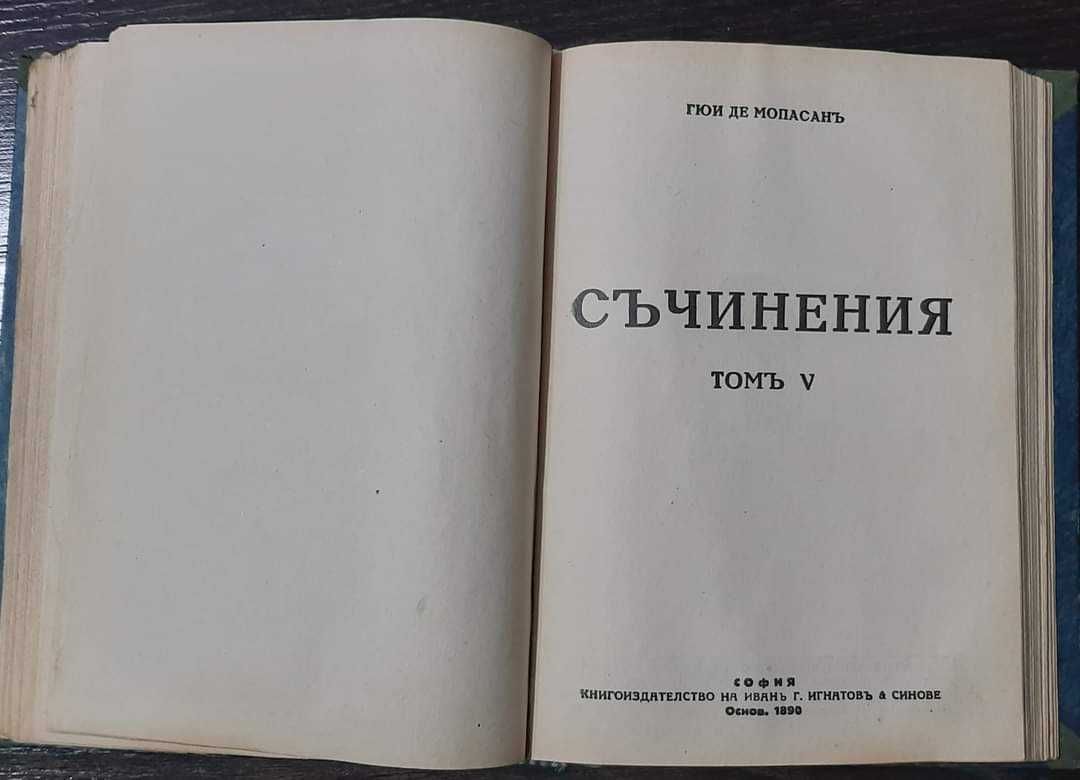 ГЮИ ДЕ МОПАСАНЪ
СЪЧИНЕНИЯ
ТОМЪ V
СОФИЯ
КНИГОИЗДАТЕЛСТВО НА ИВАНЪ Г. ИГНАТОВЪ & СИНОВЕ
Основ. 1890